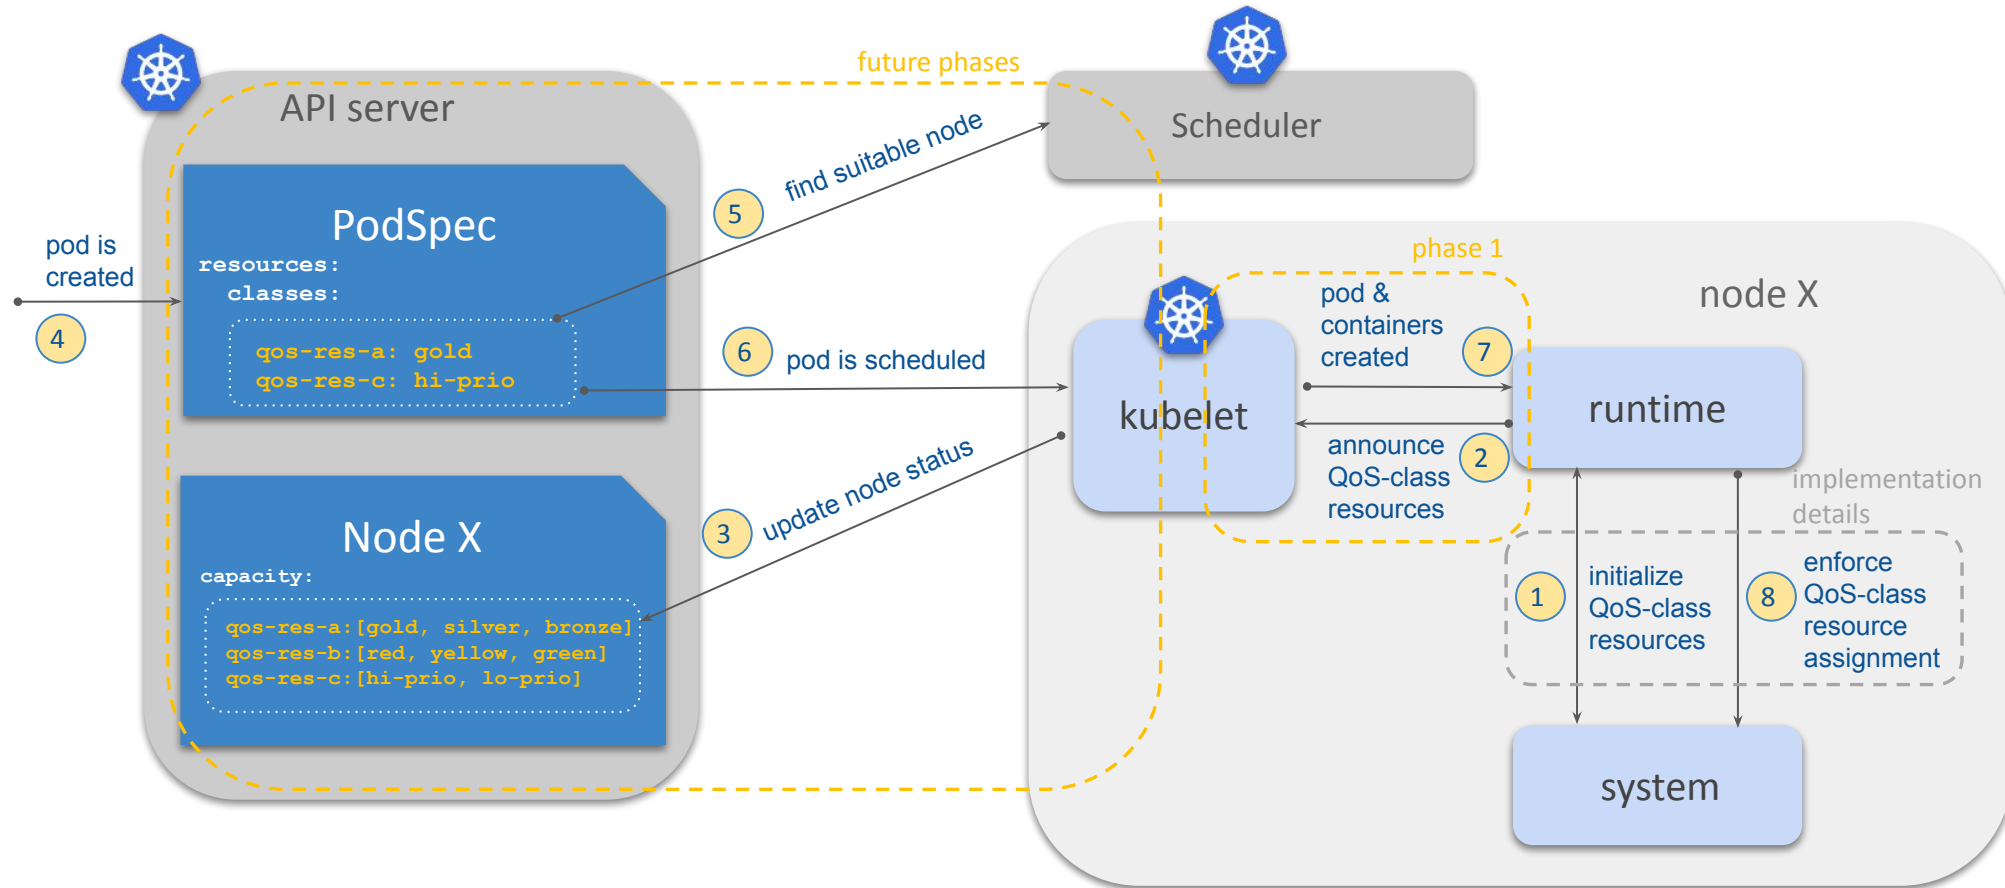 future phases
API server
Scheduler
find suitable node
5
PodSpec
pod is
created
4
resources:
classes:
qos-res-a: gold
qos-res-c: hi-prio
6
pod is scheduled
phase 1
node X
pod &
containers
created
7
kubelet
runtime
announce
QoS-class
resources
2
update node status
3
Node X
capacity:
qos-res-a:[gold, silver, bronze]
qos-res-b:[red, yellow, green]
qos-res-c:[hi-prio, lo-prio]
implementation
details
1
initialize
QoS-class
resources
8
enforce
QoS-class
resource
assignment
system